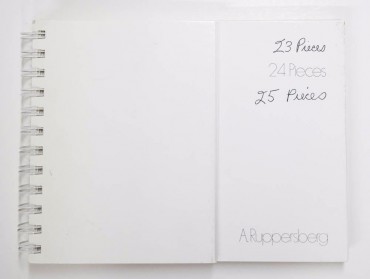 23 Pieces
24 Pieces
25 Pieces
A. Ruppersberg